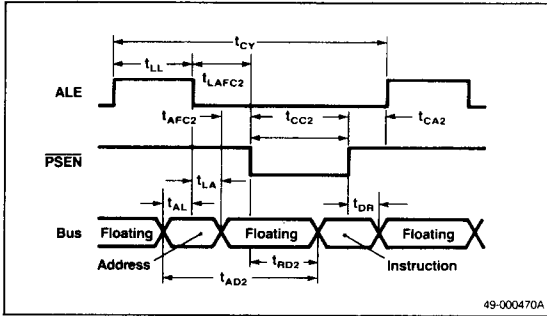 tCY
tLL
tLAFC2
ALE
tAFC2
tCC2
tCA2
PSEN
tLA
tAL
tDR
Bus
Floating
Floating
Floating
Address
tRD2
Instruction
tAD2
49-000470A